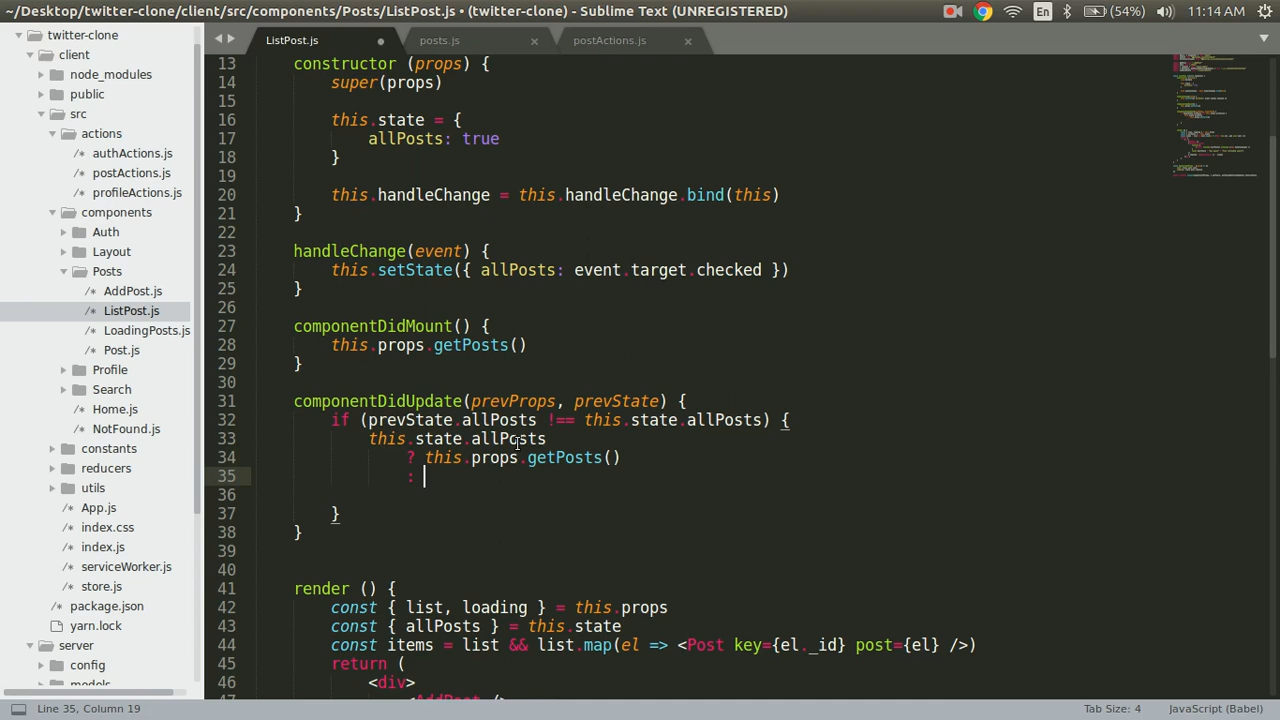 ~/Desktop/twitter-clone/client/src/components/Posts/ListPost.js • (twitter-clone) - Sublime Text (UNREGISTERED)
En
(54%)
11:14 AM
twitter-clone
client
node_modules
public
src
actions
authActions.js
postActions.js
profileActions.js
components
Auth
Layout
Posts
AddPost.js
ListPost.js
LoadingPosts.js
Post.js
Profile
Search
Home.js
NotFound.js
constants
reducers
utils
App.js
index.css
index.js
serviceWorker.js
store.js
package.json
yarn.lock
server
config
models
ListPost.js
posts.js
postActions.js
13 constructor (props) {
14 super(props)
15
16 this.state = {
17 allPosts: true
18 }
19
20 this.handleChange = this.handleChange.bind(this)
21 }
22
23 handleChange(event) {
24 this.setState({ allPosts: event.target.checked })
25 }
26
27 componentDidMount() {
28 this.props.getPosts()
29 }
30
31 componentDidUpdate(prevProps, prevState) {
32 if (prevState.allPosts !== this.state.allPosts) {
33 this.state.allPosts
34 ? this.props.getPosts()
35 :
36
37 }
38 }
39
40
41 render () {
42 const { list, loading } = this.props
43 const { allPosts } = this.state
44 const items = list && list.map(el => <Post key={el._id} post={el} />)
45 return (
46 <div>
47 <AddPost />
Line 35, Column 19
Tab Size: 4
JavaScript (Babel)